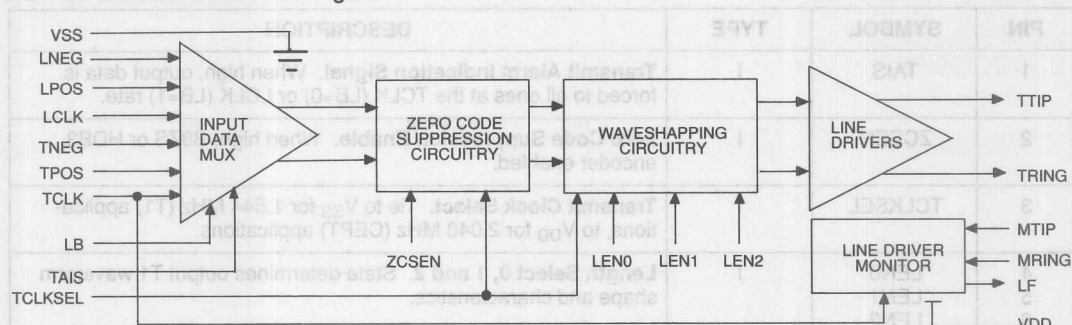 VSS
LNEG
LPOS
LCLK
TNEG
TPOS
TCLK
LB
TAIS
TCLKSEL
INPUT
DATA
MUX
ZERO CODE
SUPPRESSION
CIRCUITRY
ZCSEN
WAVESHAPPING
CIRCUITRY
LEN0 LEN1 LEN2
LINE
DRIVERS
TTIP
TRING
LINE DRIVER
MONITOR
MTIP
MRING
LF
VDD